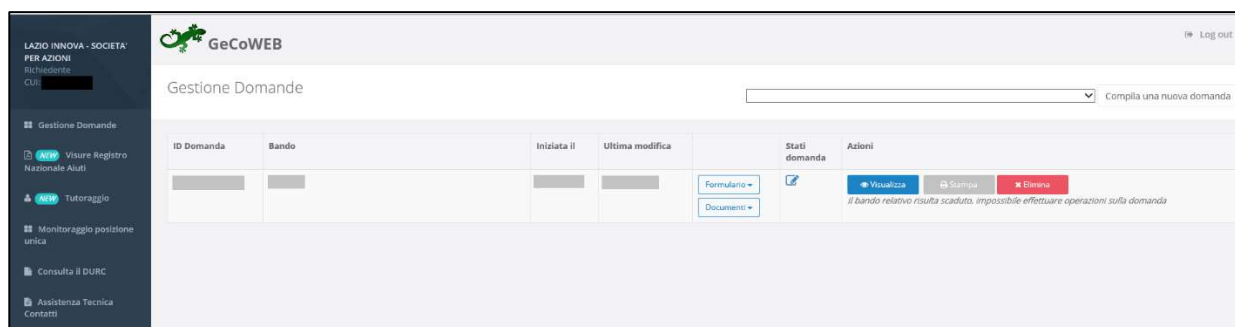 LAZIO INNOVA - SOCIETA'
PER AZIONI
Richiedente
CUI:
Gestione Domande
NEW Visure Registro
Nazionale Aiuti
NEW Tutoraggio
Monitoraggio posizione
unica
Consulta il DURC
Assistenza Tecnica
Contatti
GeCoWEB
Log out
Gestione Domande
Compila una nuova domanda
ID Domanda Bando Iniziata il Ultima modifica Stati
domanda Azioni
Formulario
Documenti
Visualizza Stampa Elimina
Il bando relativo risulta scaduto, impossibile effettuare operazioni sulla domanda